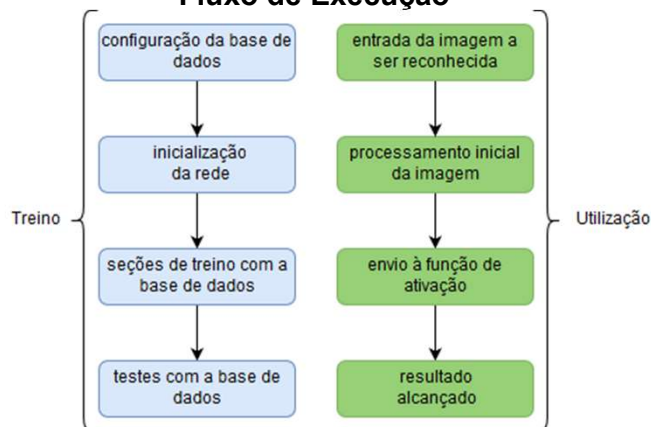 Fluxo de Execução
configuração da base de
dados
inicialização
da rede
seções de treino com a
base de dados
testes com a base de
dados
Treino
entrada da imagem a
ser reconhecida
processamento inicial
da imagem
envio à função de
ativação
resultado
alcançado
Utilização